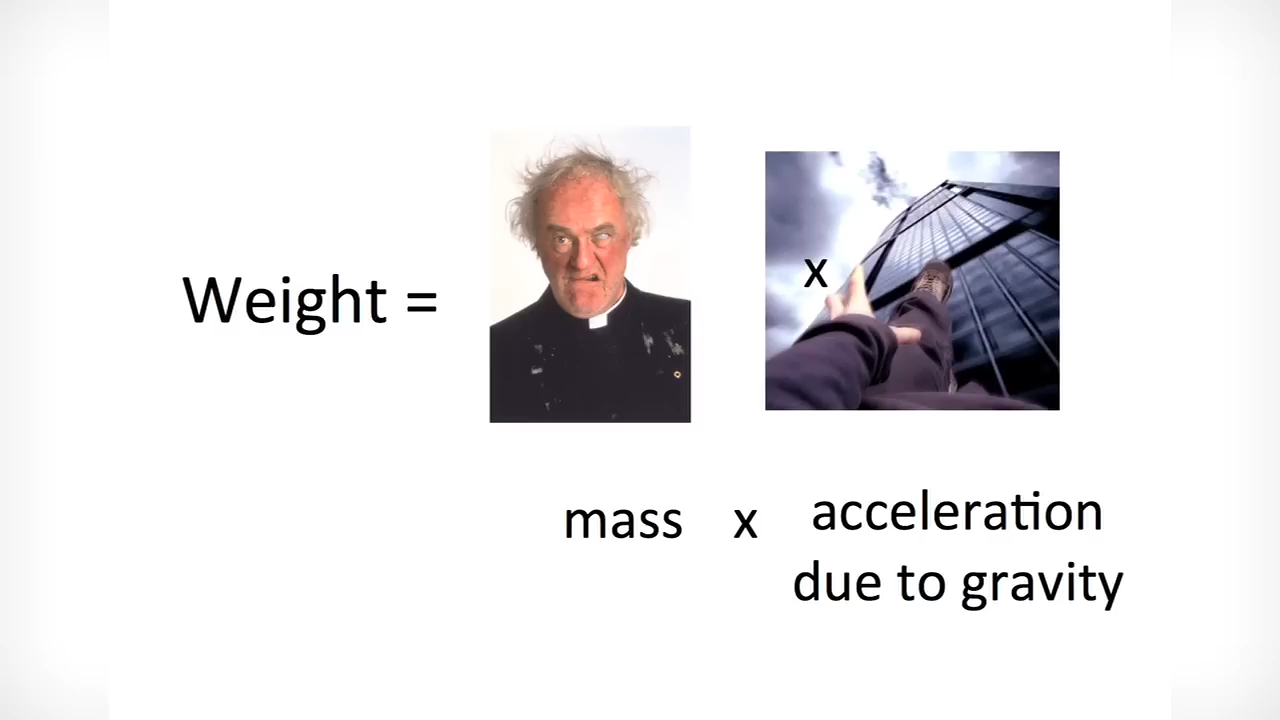 Weight =
x
mass x acceleration
due to gravity